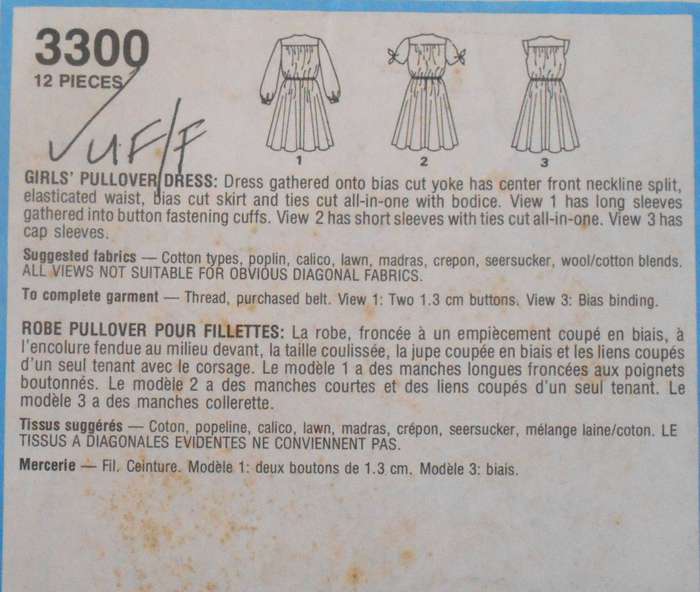 3300
12 PIECES
✓ UF/F
1 2 3
GIRLS' PULLOVER DRESS: Dress gathered onto bias cut yoke has center front neckline split,
elasticated waist, bias cut skirt and ties cut all-in-one with bodice. View 1 has long sleeves
gathered into button fastening cuffs. View 2 has short sleeves with ties cut all-in-one. View 3 has
cap sleeves.
Suggested fabrics — Cotton types, poplin, calico, lawn, madras, crepon, seersucker, wool/cotton blends.
ALL VIEWS NOT SUITABLE FOR OBVIOUS DIAGONAL FABRICS.
To complete garment — Thread, purchased belt. View 1: Two 1.3 cm buttons. View 3: Bias binding.
ROBE PULLOVER POUR FILLETTES: La robe, froncée à un empiècement coupé en biais, à
l'encolure fendue au milieu devant, la taille coulissée, la jupe coupée en biais et les liens coupés
d'un seul tenant avec le corsage. Le modèle 1 a des manches longues froncées aux poignets
boutonnés. Le modèle 2 a des manches courtes et des liens coupés d'un seul tenant. Le
modèle 3 a des manches collerette.
Tissus suggérés — Coton, popeline, calico, lawn, madras, crépon, seersucker, mélange laine/coton. LE
TISSUS A DIAGONALES EVIDENTES NE CONVIENNENT PAS.
Mercerie — Fil. Ceinture. Modèle 1: deux boutons de 1.3 cm. Modèle 3: biais.